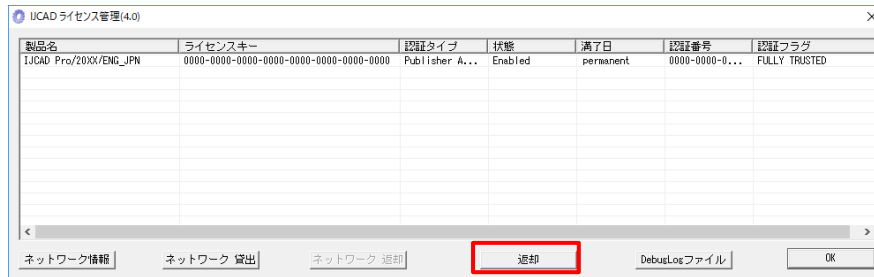 IJCAD ライセンス管理(4.0)
製品名 ライセンスキー 認証タイプ 状態 満了日 認証番号 認証フラグ
IJCAD Pro/20XX/ENG_JPN 0000-0000-0000-0000-0000-0000-0000 Publisher A... Enabled permanent 0000-0000-0... FULLY TRUSTED
ネットワーク情報 ネットワーク 貸出 ネットワーク 返却 返却 DebugLogファイル OK